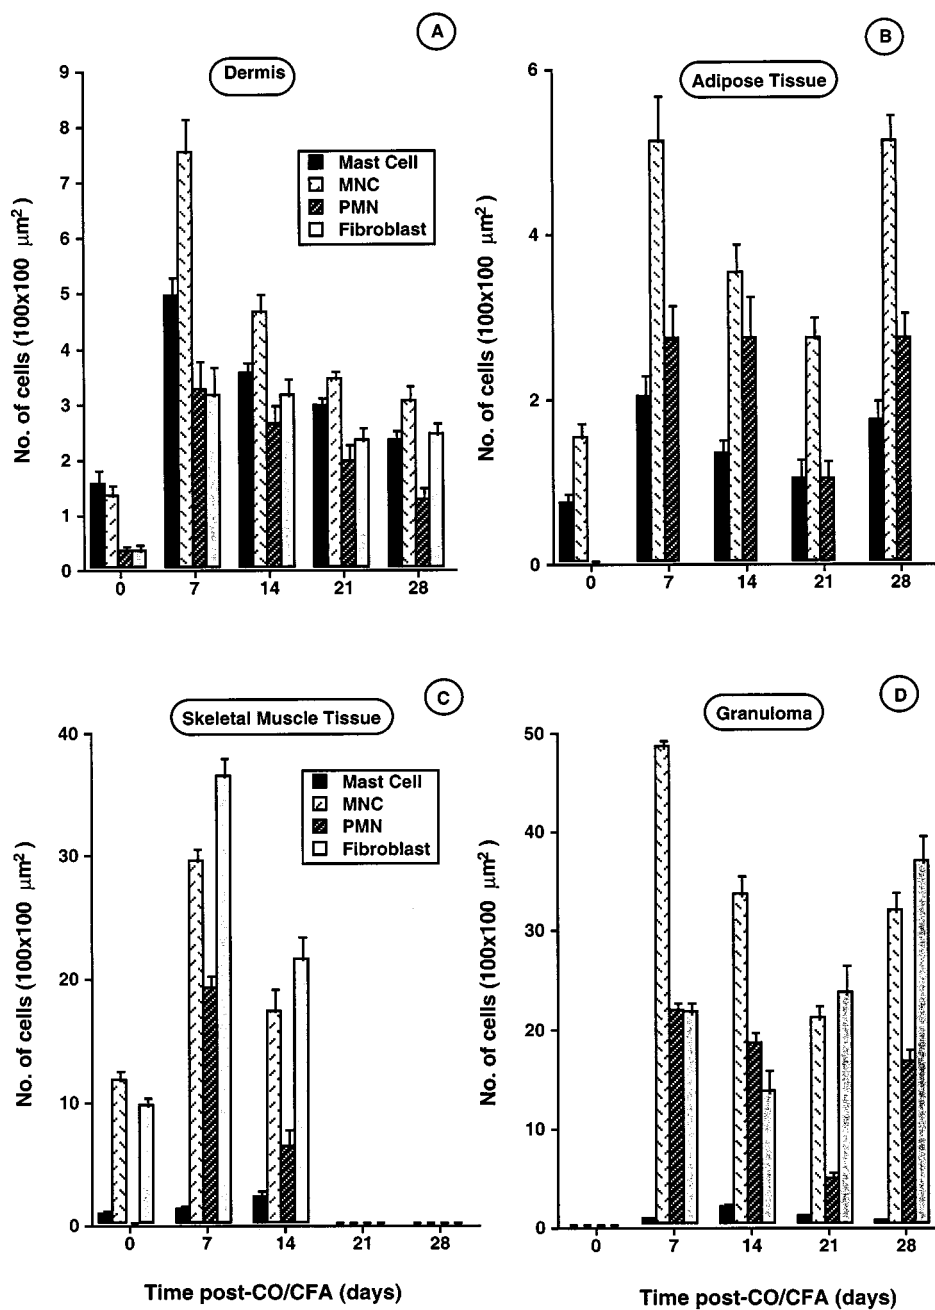 A
Dermis
9
8
7
6
5
4
3
2
1
0
No. of cells (100x100 µm²)
Mast Cell
MNC
PMN
Fibroblast
0 7 14 21 28
B
Adipose Tissue
6
4
2
0
No. of cells (100x100 µm²)
0 7 14 21 28
C
Skeletal Muscle Tissue
40
30
20
10
0
No. of cells (100x100 µm²)
Mast Cell
MNC
PMN
Fibroblast
0 7 14 21 28
Time post-CO/CFA (days)
D
Granuloma
50
40
30
20
10
0
No. of cells (100x100 µm²)
0 7 14 21 28
Time post-CO/CFA (days)